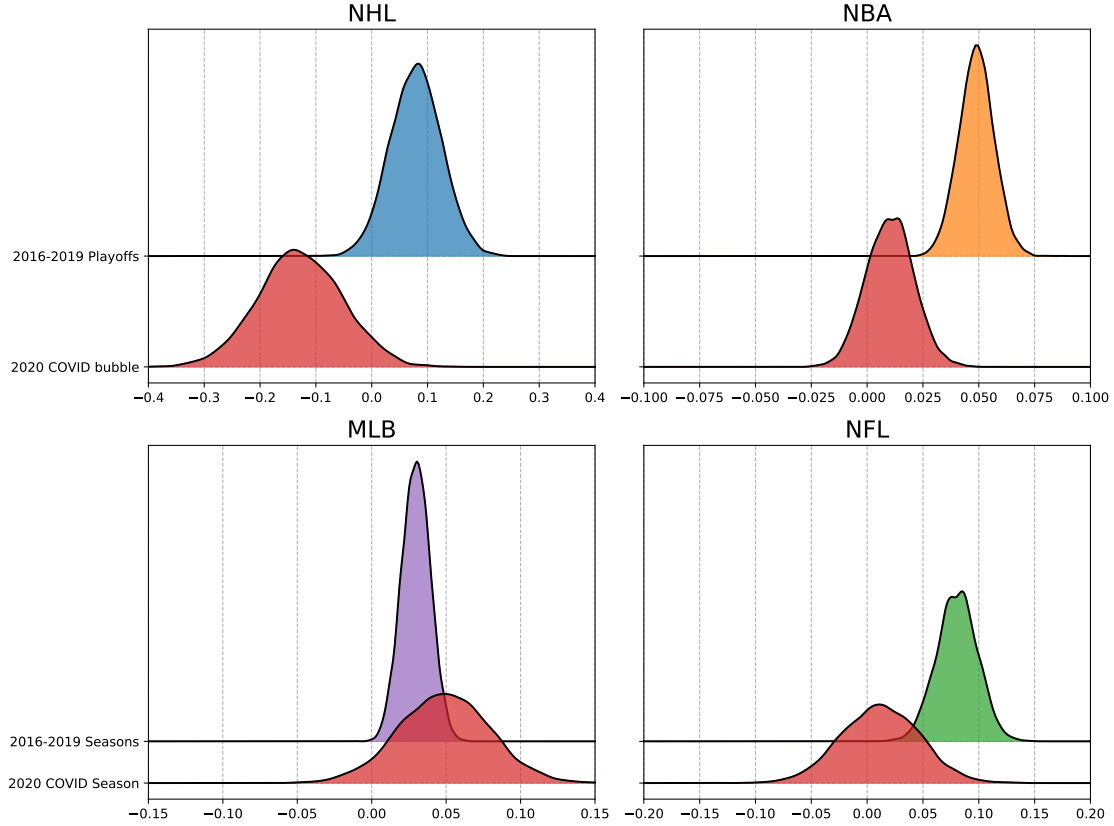 NHL
NBA
2016-2019 Playoffs
2020 COVID bubble
−0.4 −0.3 −0.2 −0.1 0.0 0.1 0.2 0.3 0.4
−0.100 −0.075 −0.050 −0.025 0.000 0.025 0.050 0.075 0.100
MLB
NFL
2016-2019 Seasons
2020 COVID Season
−0.15 −0.10 −0.05 0.00 0.05 0.10 0.15
−0.20 −0.15 −0.10 −0.05 0.00 0.05 0.10 0.15 0.20